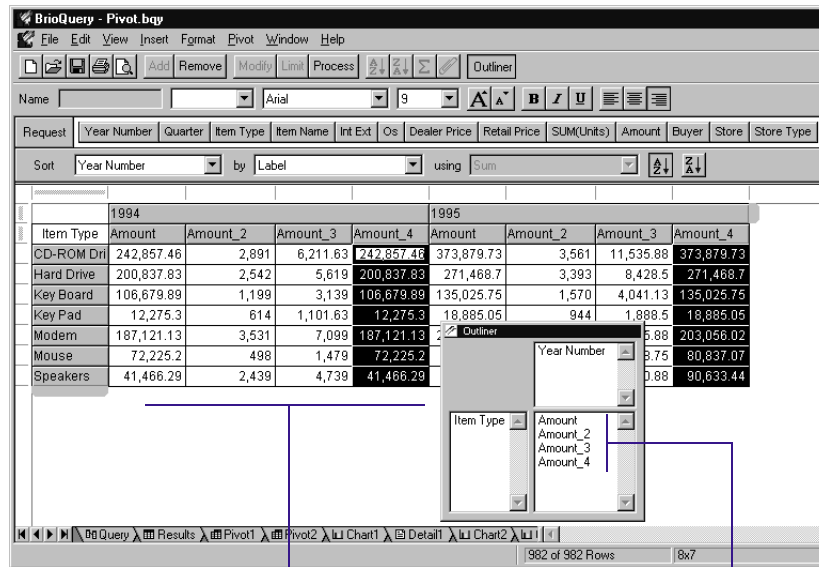 BrioQuery - Pivot.bqy
File Edit View Insert Format Pivot Window Help
Add Remove Modify Limit Process Outliner
Name Arial 9 A A B I U
Request Year Number Quarter Item Type Item Name Int Ext Os Dealer Price Retail Price SUM(Units) Amount Buyer Store Store Type
Sort Year Number by Label using Sum
1994 1995
Item Type Amount Amount_2 Amount_3 Amount_4 Amount Amount_2 Amount_3 Amount_4
CD-ROM Dri 242,857.46 2,891 6,211.63 242,857.46 373,879.73 3,561 11,535.88 373,879.73
Hard Drive 200,837.83 2,542 5,619 200,837.83 271,468.7 3,393 8,428.5 271,468.7
Key Board 106,679.89 1,199 3,139 106,679.89 135,025.75 1,570 4,041.13 135,025.75
Key Pad 12,275.3 614 1,101.63 12,275.3 18,885.05 944 1,888.5 18,885.05
Modem 187,121.13 3,531 7,099 187,121.13 5.88 203,056.02
Mouse 72,225.2 498 1,479 72,225.2 3.75 80,837.07
Speakers 41,466.29 2,439 4,739 41,466.29 0.88 90,633.44
Outliner
Year Number
Item Type
Amount
Amount_2
Amount_3
Amount_4
Query Results Pivot1 Pivot2 Chart1 Detail1 Chart2
982 of 982 Rows 8x7